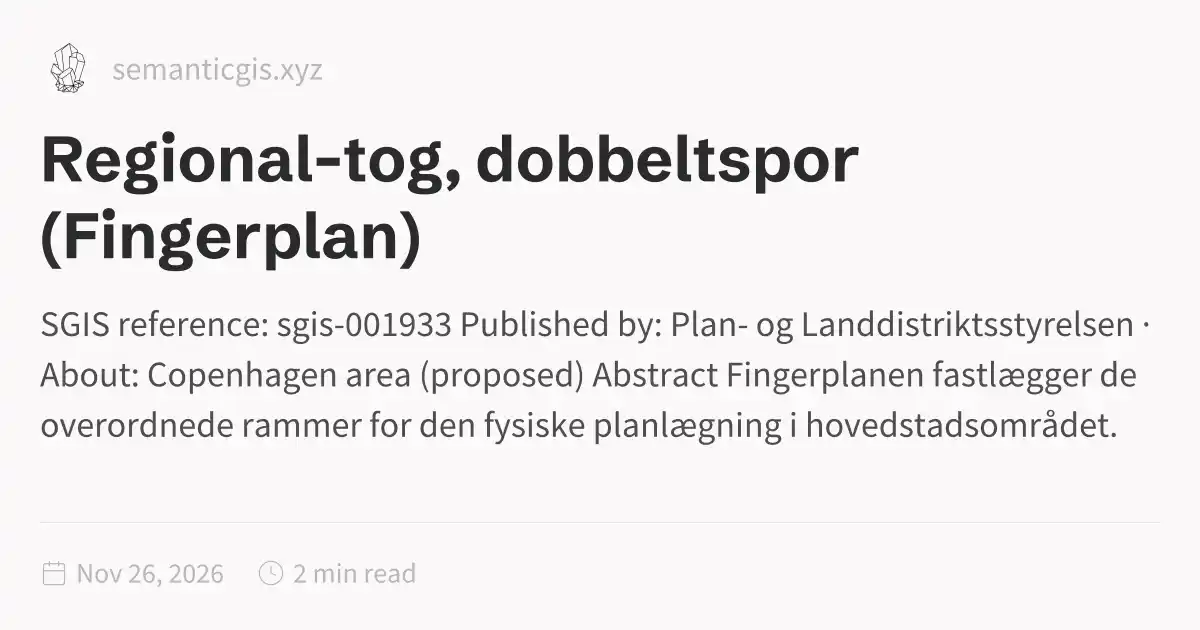 semanticgis.xyz
Regional-tog, dobbeltspor
(Fingerplan)
SGIS reference: sgis-001933 Published by: Plan- og Landdistriktsstyrelsen ·
About: Copenhagen area (proposed) Abstract Fingerplanen fastlægger de
overordnede rammer for den fysiske planlægning i hovedstadsområdet.
Nov 26, 2026 2 min read